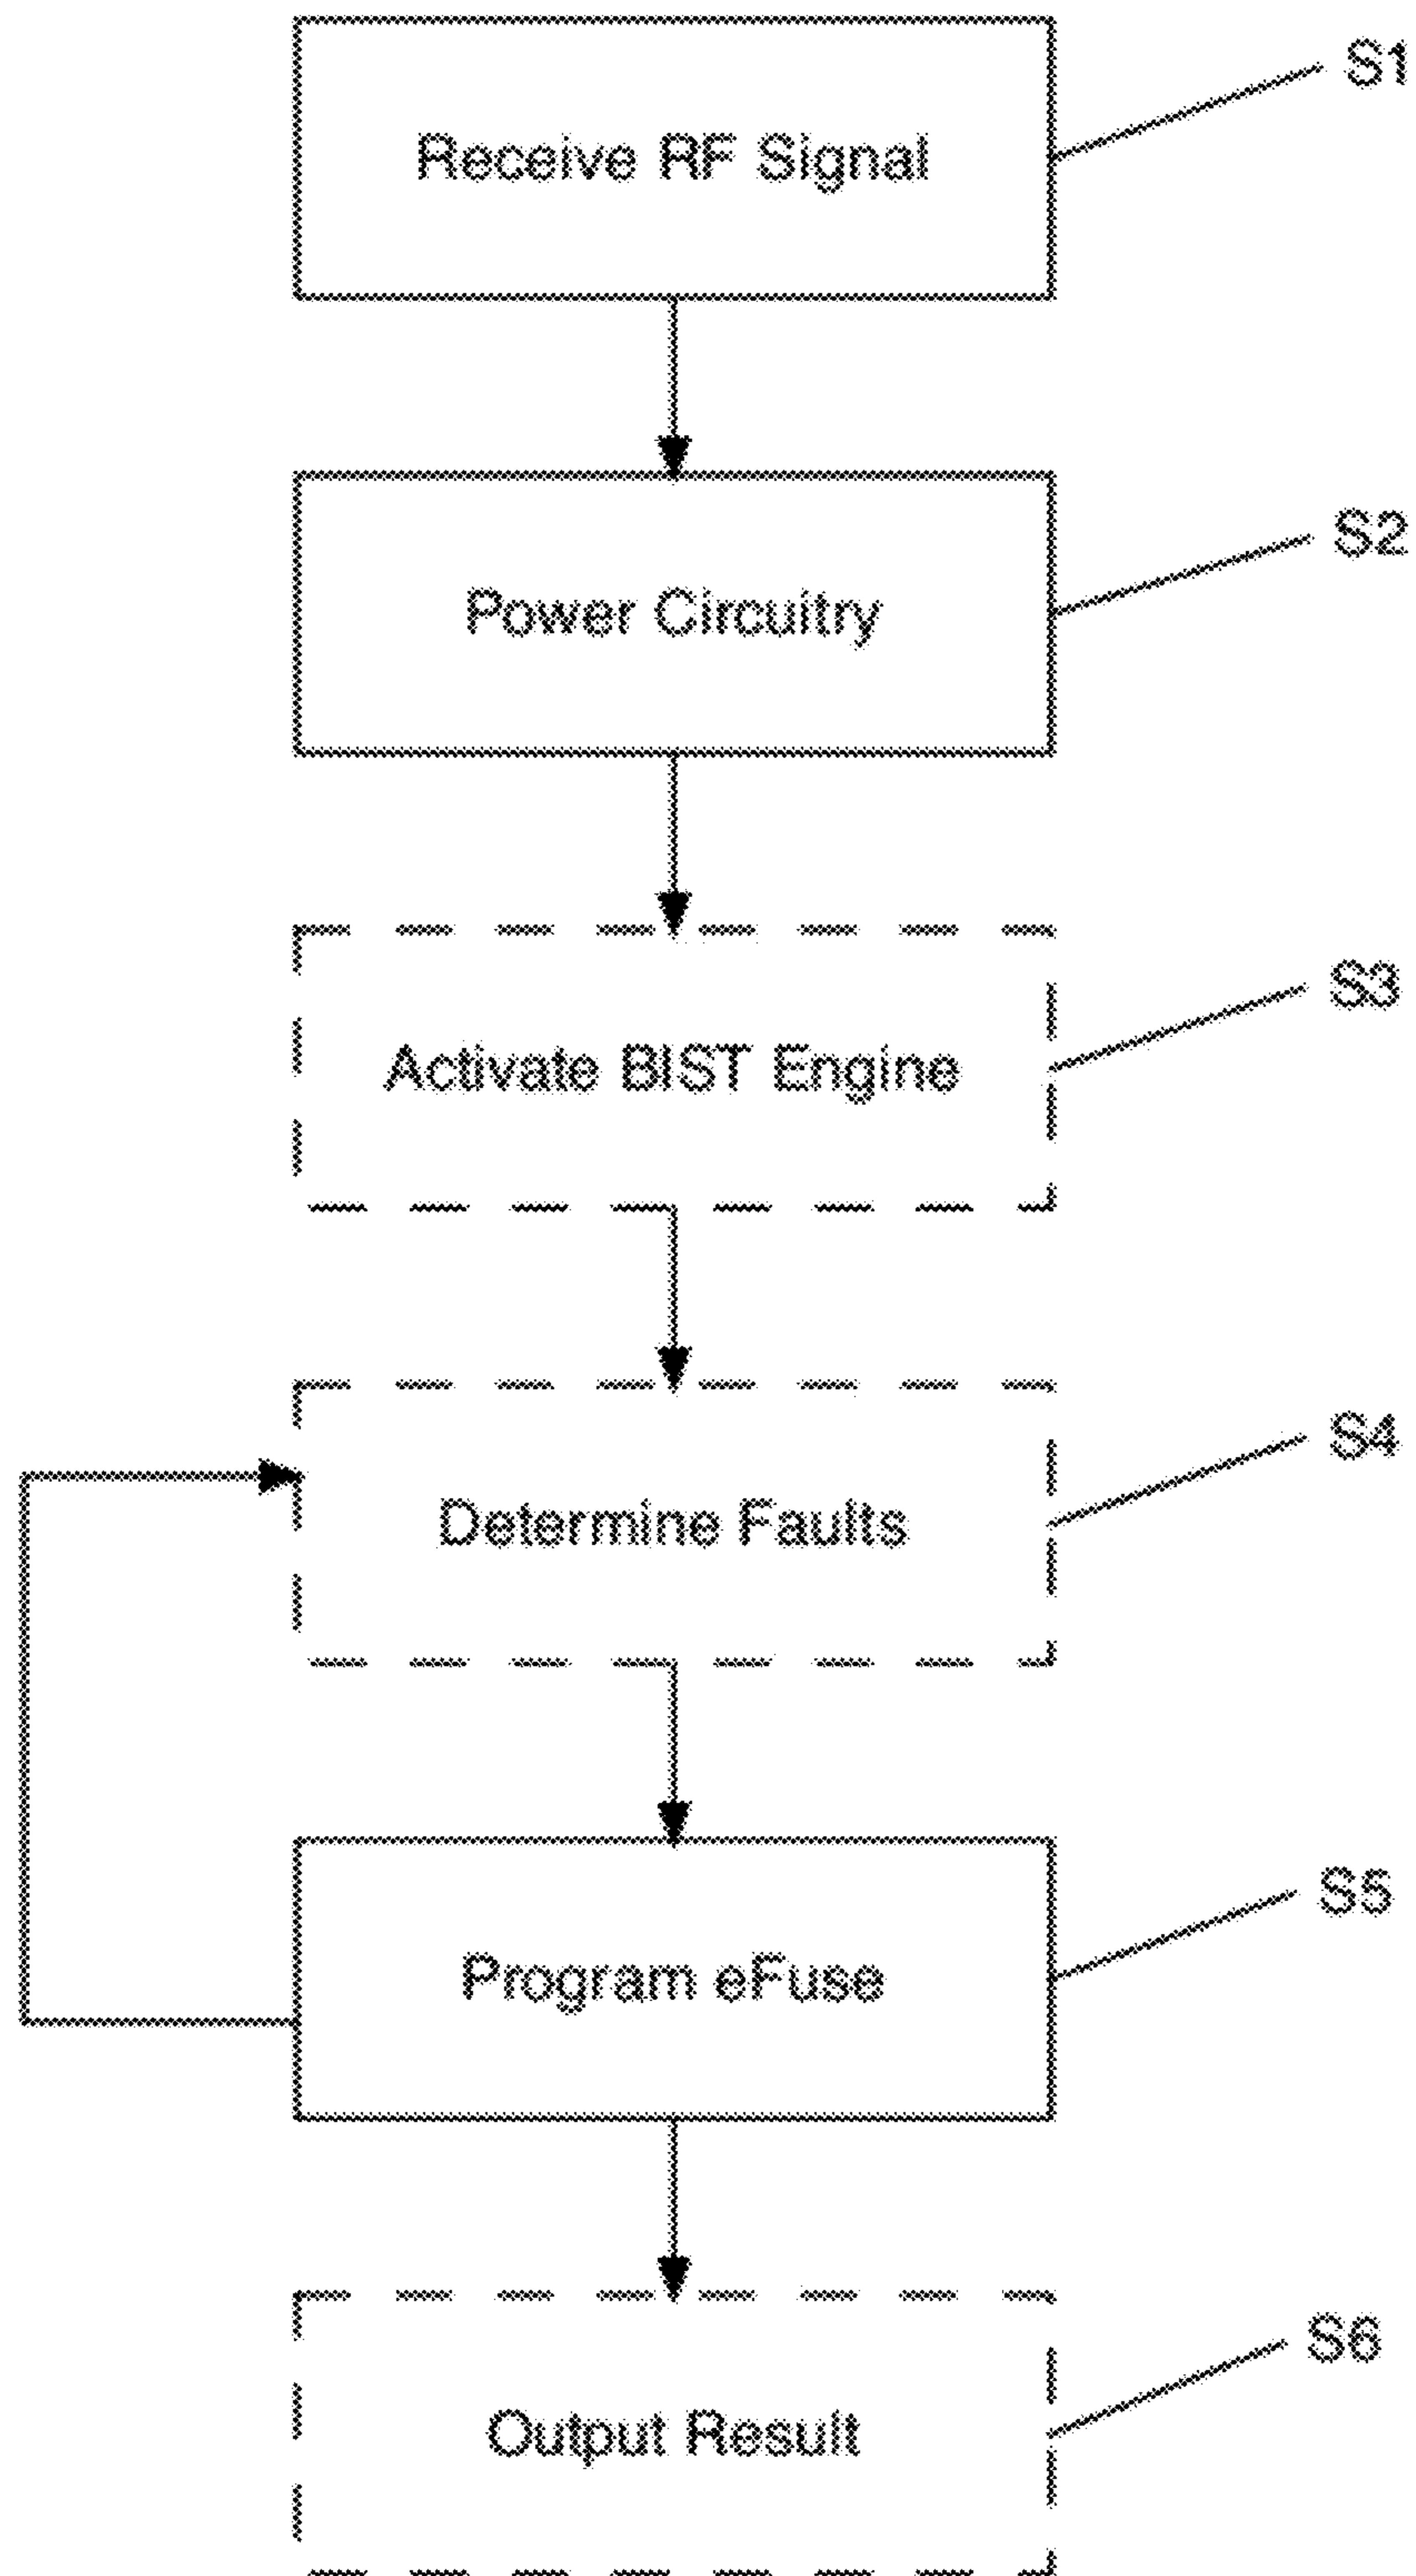 Receive RF Signal
S1
Power Circuitry
S2
Activate BIST Engine
S3
Determine Faults
S4
Program eFuse
S5
Output Result
S6